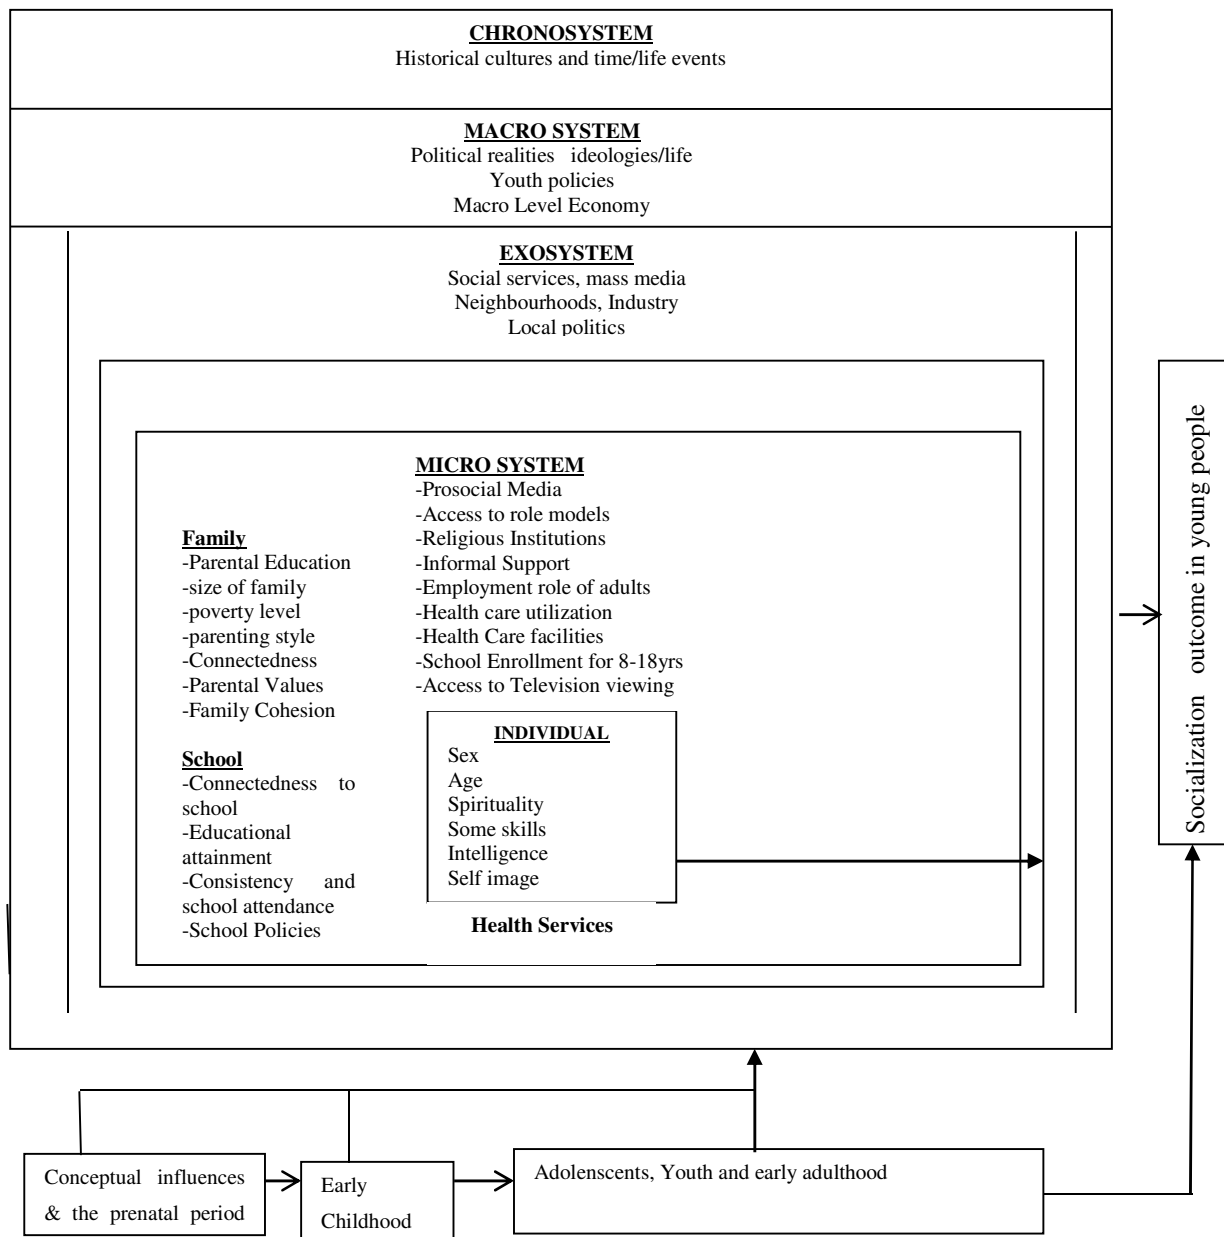 CHRONOSYSTEM
Historical cultures and time/life events
MACRO SYSTEM
Political realities ideologies/life
Youth policies
Macro Level Economy
EXOSYSTEM
Social services, mass media
Neighbourhoods, Industry
Local politics
Family
-Parental Education
-size of family
-poverty level
-parenting style
-Connectedness
-Parental Values
-Family Cohesion
School
-Connectedness to
school
-Educational
attainment
-Consistency and
school attendance
-School Policies
MICRO SYSTEM
-Prosocial Media
-Access to role models
-Religious Institutions
-Informal Support
-Employment role of adults
-Health care utilization
-Health Care facilities
-School Enrollment for 8-18yrs
-Access to Television viewing
INDIVIDUAL
Sex
Age
Spirituality
Some skills
Intelligence
Self image
Health Services
Socialization outcome in young people
Conceptual influences
& the prenatal period
Early
Childhood
Adolenscents, Youth and early adulthood